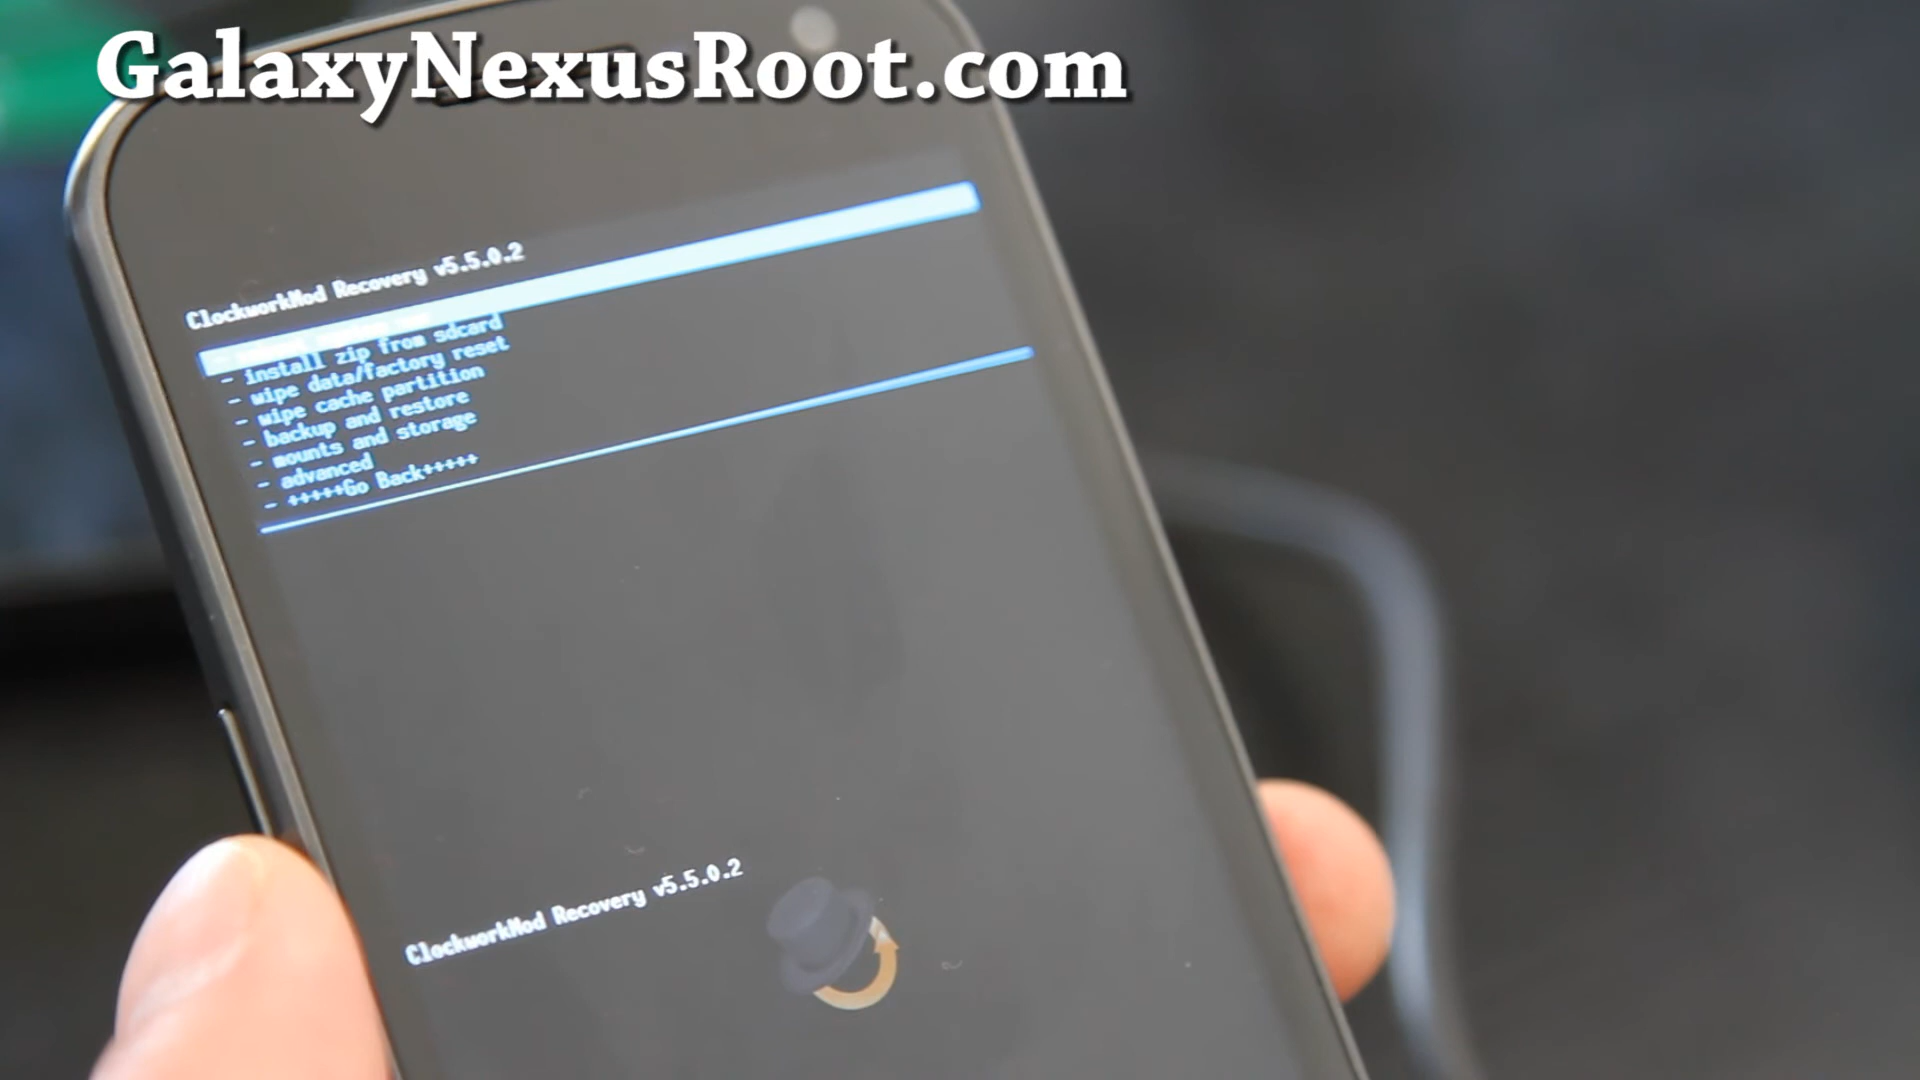 GalaxyNexusRoot.com
ClockworkMod Recovery v5.5.0.2
- install zip from sdcard
- wipe data/factory reset
- wipe cache partition
- backup and restore
- mounts and storage
- advanced
- +++++Go Back+++++
ClockworkMod Recovery v5.5.0.2